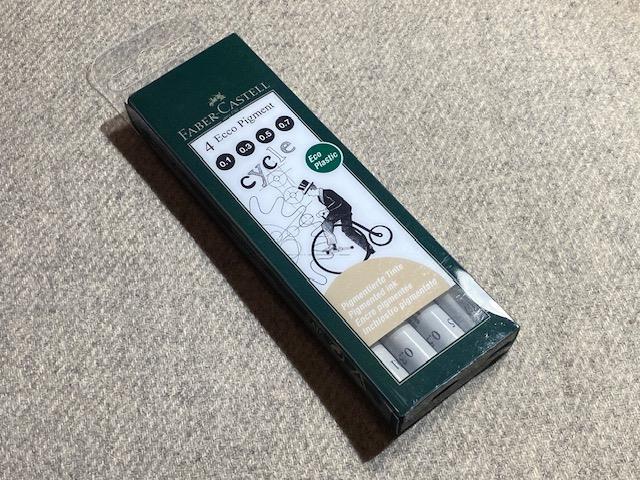 FABER-CASTELL
4 Ecco Pigment
0.1 0.3 0.5 0.7
cycle
Eco
Plastic
Pigmentierte Tinte
Pigmented ink
Encre pigmentée
Inchiostro pigmentato